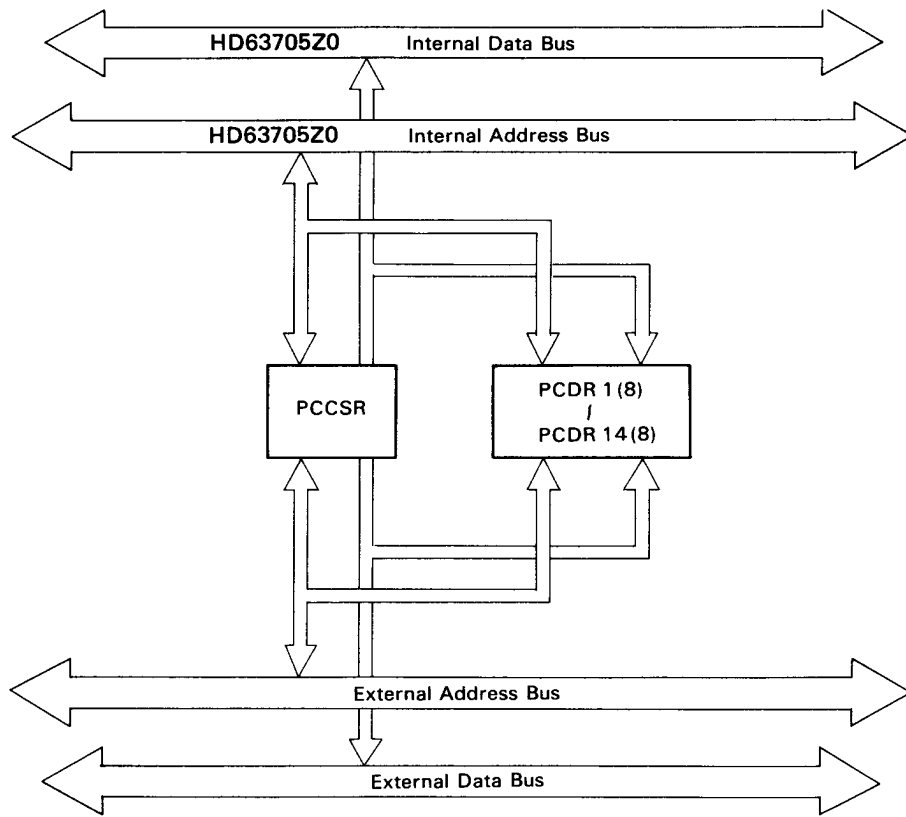 HD63705Z0 Internal Data Bus
HD63705Z0 Internal Address Bus
PCCSR
PCDR 1(8)
~
PCDR 14(8)
External Address Bus
External Data Bus